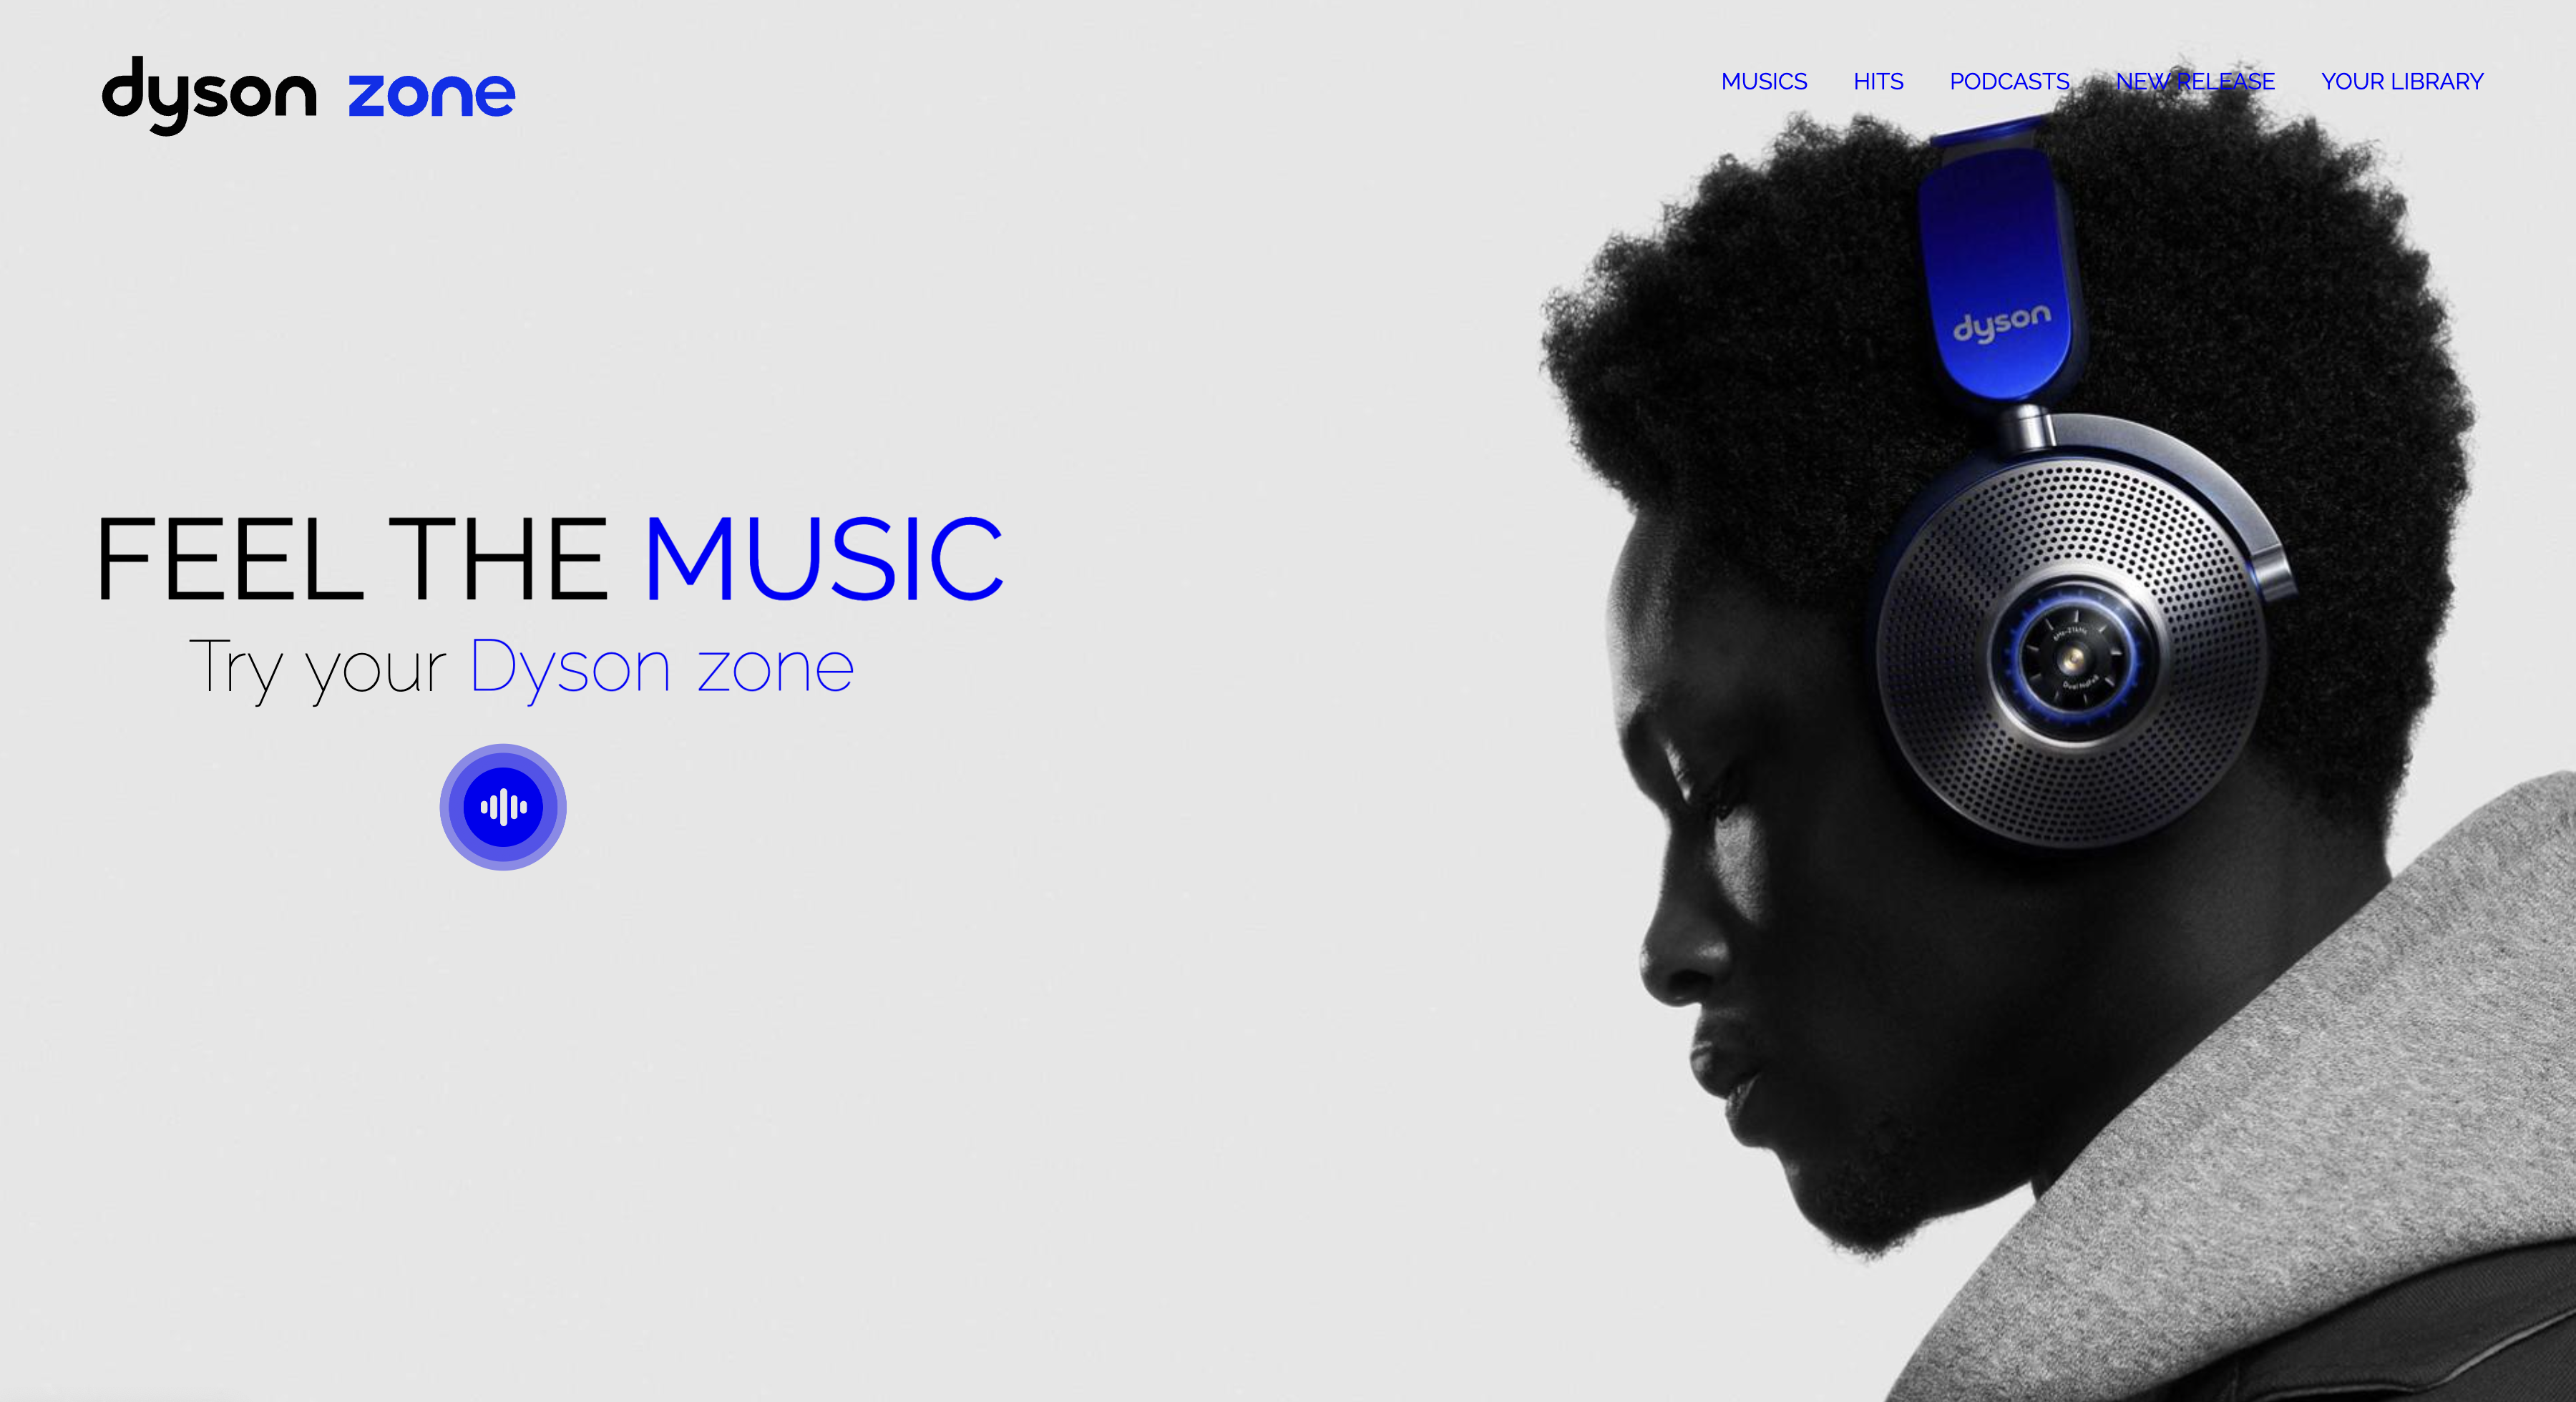 dyson zone
MUSICS HITS PODCASTS NEW RELEASE YOUR LIBRARY
dyson
FEEL THE MUSIC
Try your Dyson zone